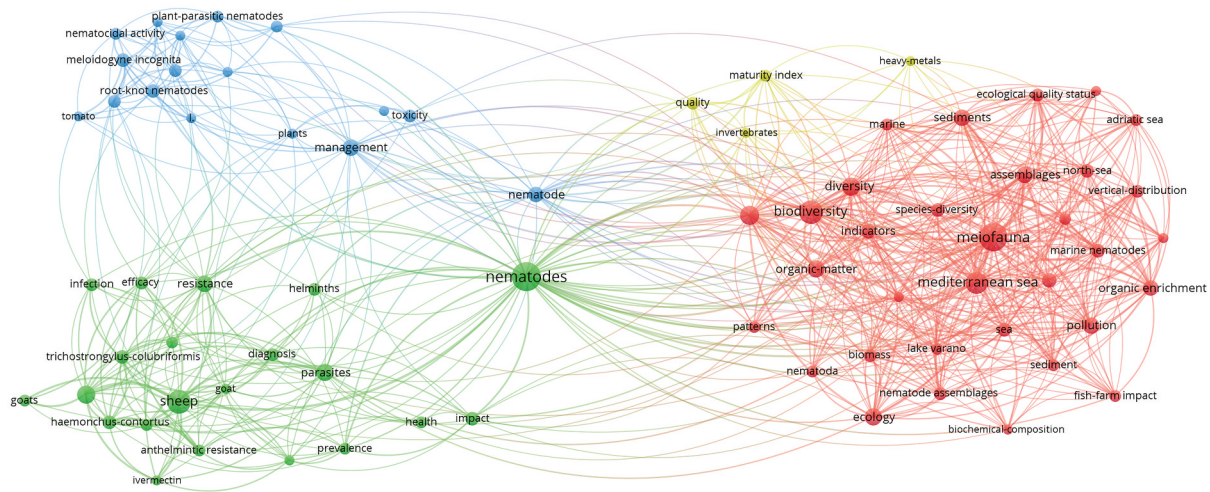 plant-parasitic nematodes
nematocidal activity
meloidogyne incognita
root-knot nematodes
tomato
l.
plants
toxicity
management
nematode
heavy-metals
maturity index
quality
invertebrates
ecological quality status
marine
sediments
adriatic sea
assemblages
north-sea
diversity
vertical-distribution
biodiversity
species-diversity
indicators
meiofauna
marine nematodes
organic-matter
mediterranean sea
organic enrichment
patterns
sea
pollution
biomass
lake varano
nematoda
sediment
nematode assemblages
fish-farm impact
ecology
biochemical-composition
nematodes
infection
efficacy
resistance
helminths
trichostrongylus-colubriformis
diagnosis
parasites
goats
sheep
goat
haemonchus-contortus
health
impact
anthelmintic resistance
prevalence
ivermectin